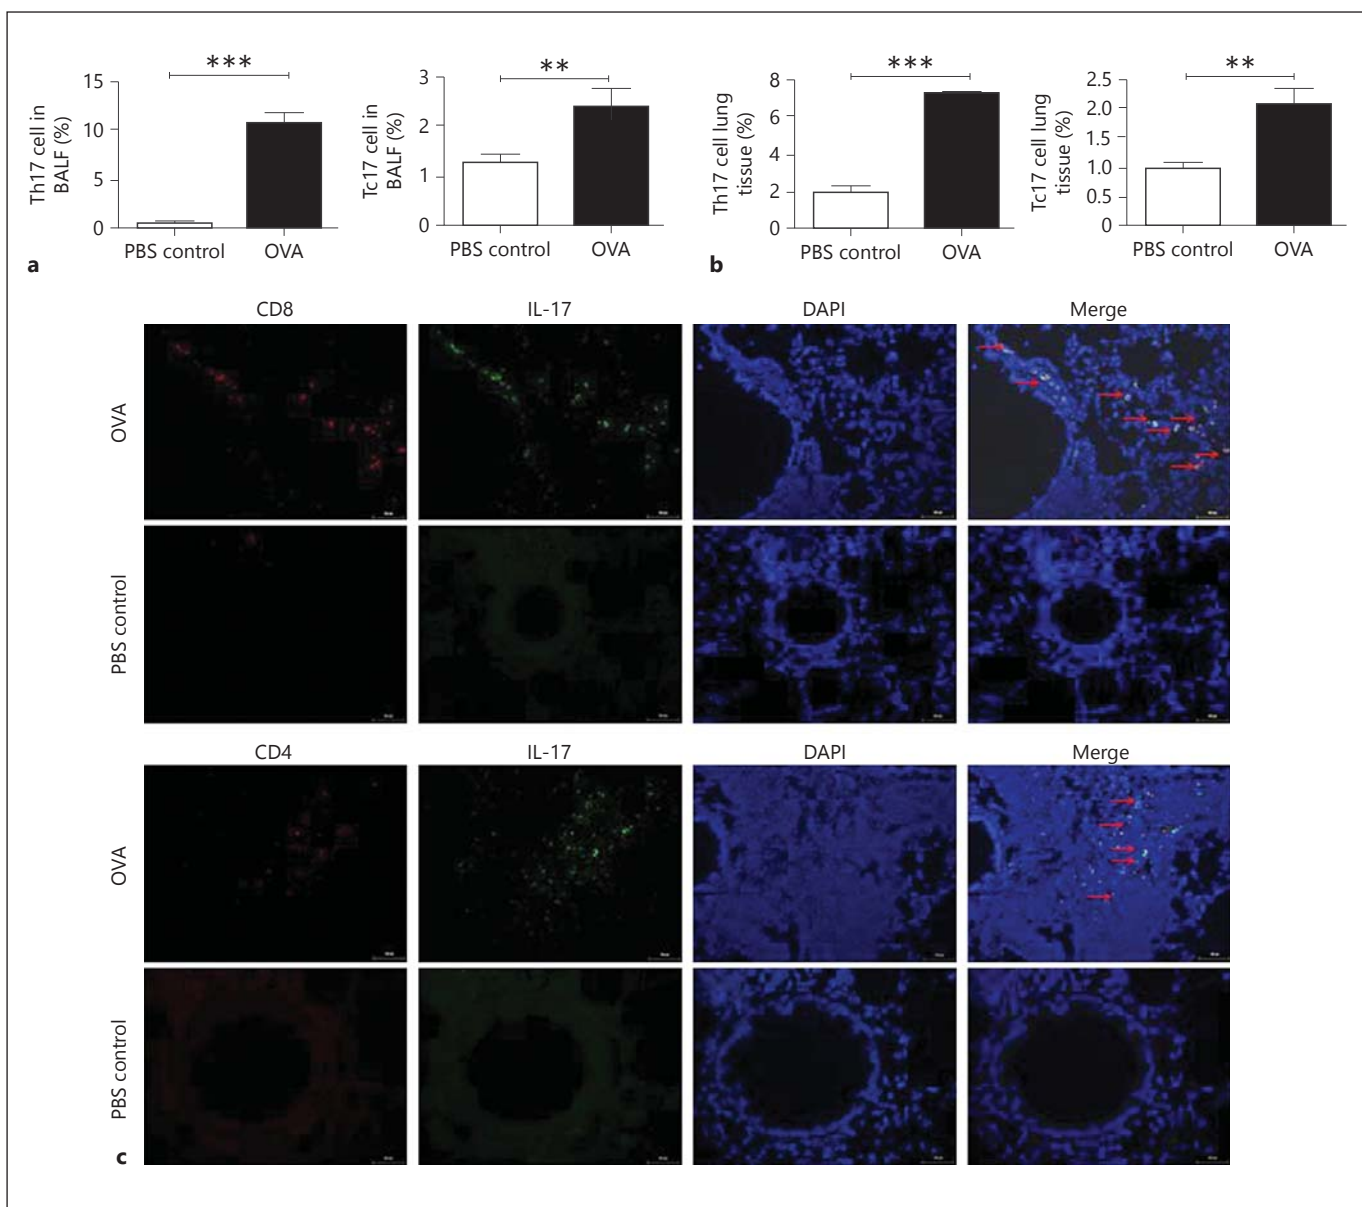 ***
Th17 cell in
BALF (%)
15
10
5
0
PBS control
OVA
**
Tc17 cell in
BALF (%)
3
2
1
0
PBS control
OVA
a
***
Th17 cell lung
tissue (%)
8
6
4
2
0
PBS control
OVA
**
Tc17 cell lung
tissue (%)
2.5
2.0
1.5
1.0
0.5
0
PBS control
OVA
b
CD8
IL-17
DAPI
Merge
OVA
PBS control
CD4
IL-17
DAPI
Merge
OVA
PBS control
c